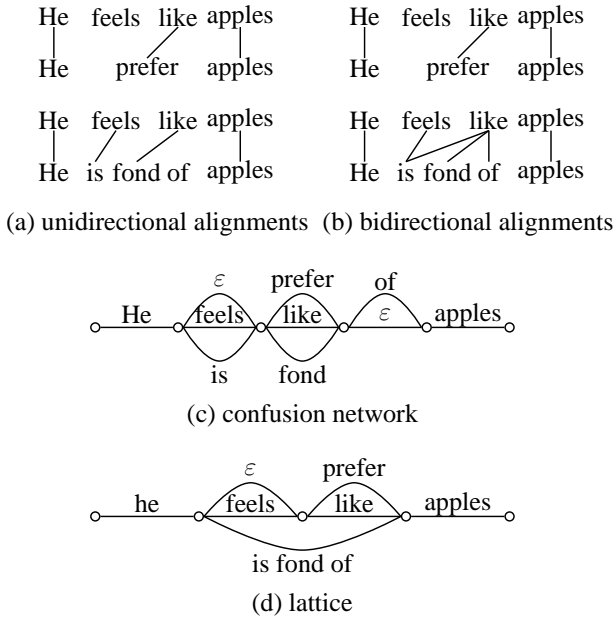 He feels like apples He feels like apples
He prefer apples He prefer apples
He feels like apples He feels like apples
He is fond of apples He is fond of apples
(a) unidirectional alignments (b) bidirectional alignments
ε prefer of
He feels like ε apples
is fond
(c) confusion network
ε prefer
he feels like apples
is fond of
(d) lattice